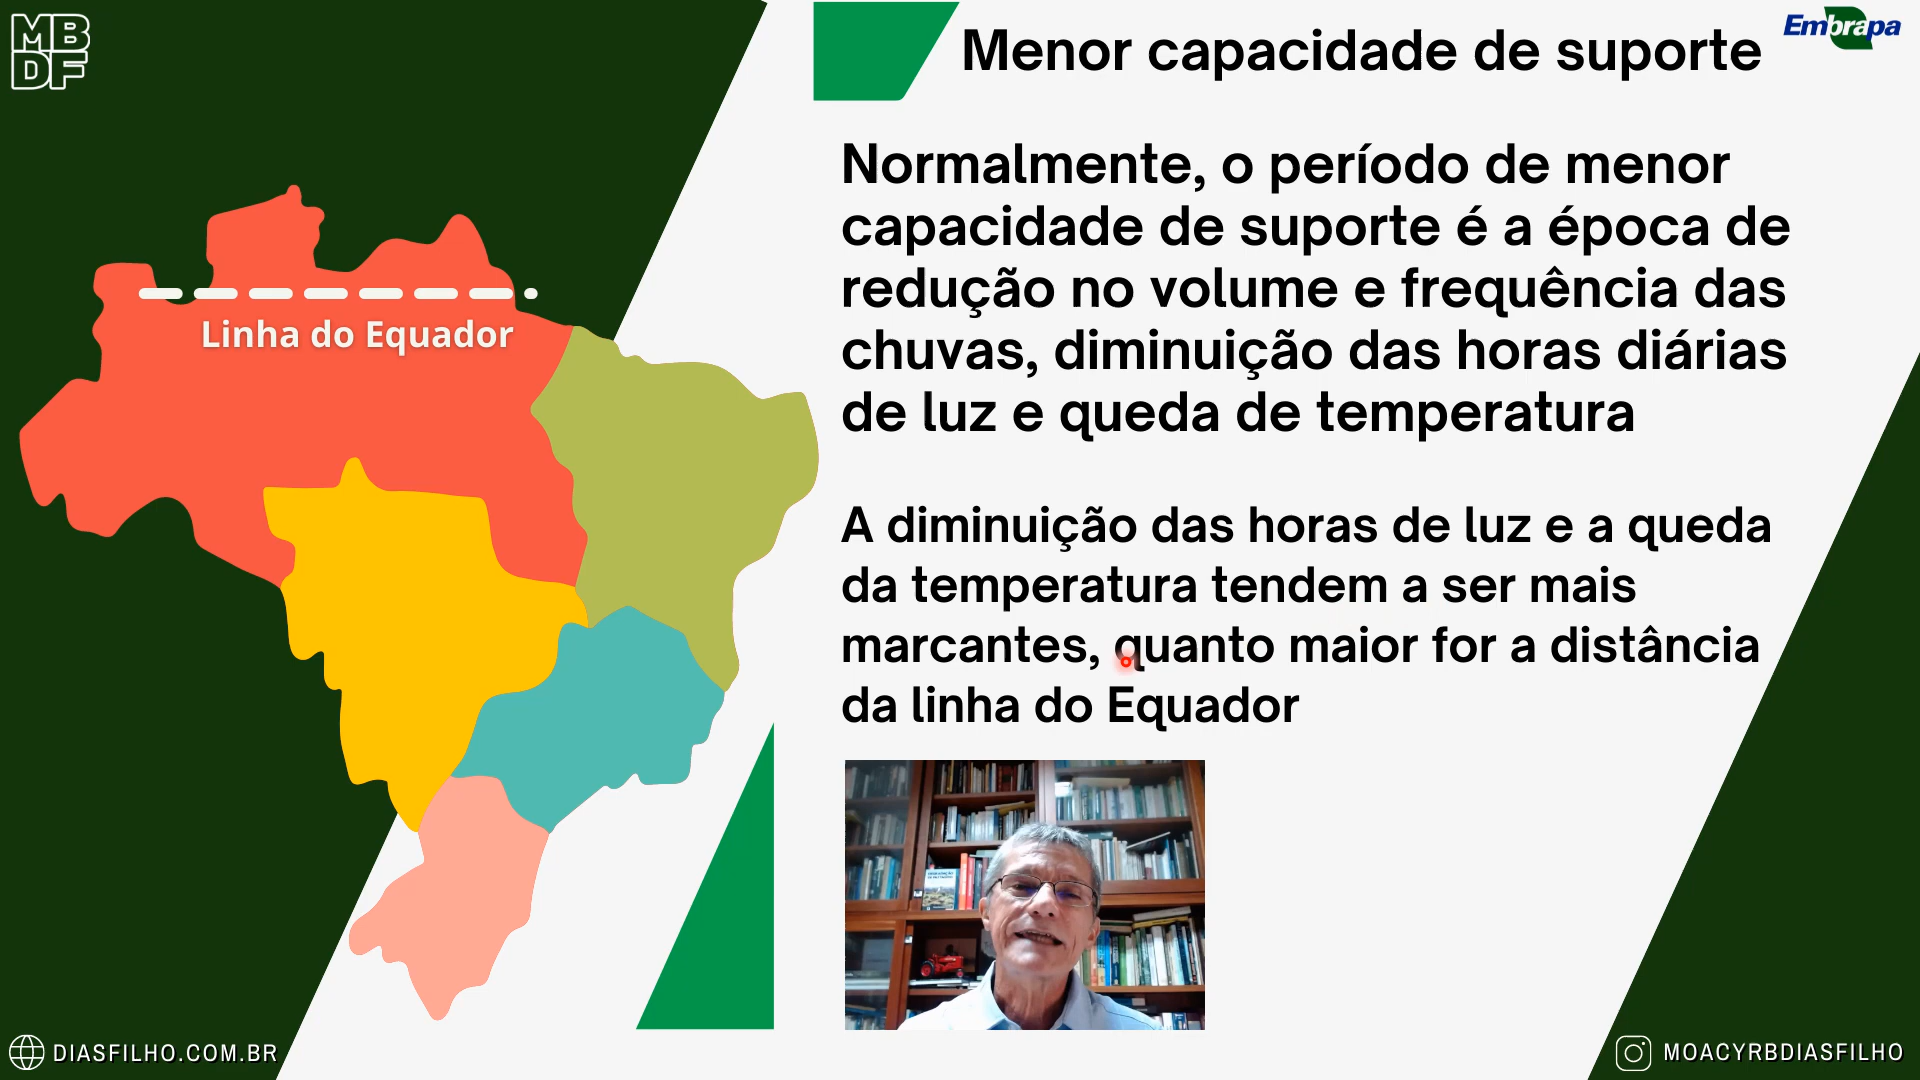 MB
DF
Menor capacidade de suporte
Embrapa
Normalmente, o período de menor
capacidade de suporte é a época de
redução no volume e frequência das
chuvas, diminuição das horas diárias
de luz e queda de temperatura
A diminuição das horas de luz e a queda
da temperatura tendem a ser mais
marcantes, quanto maior for a distância
da linha do Equador
Linha do Equador
DIASFILHO.COM.BR
MOACYRBDIASFILHO